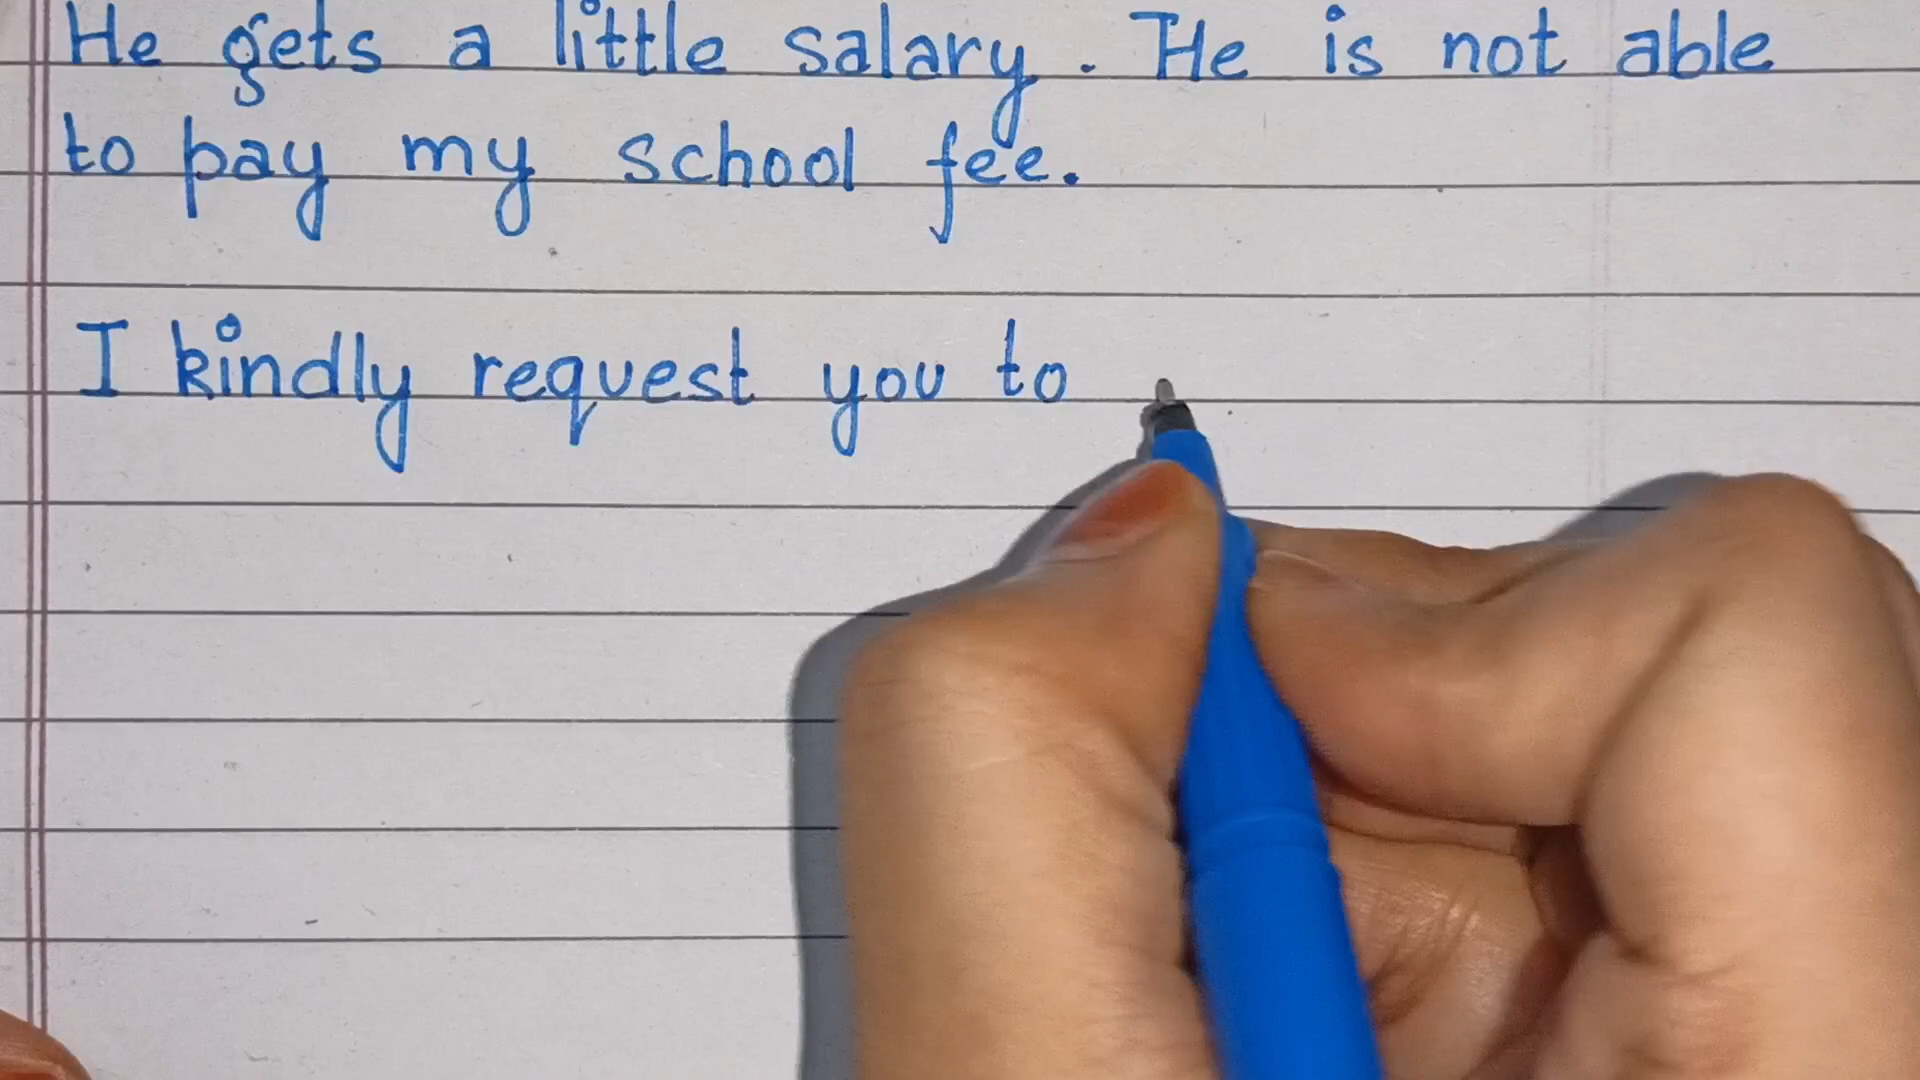 He gets a little salary. He is not able
to pay my school fee.
I kindly request you to